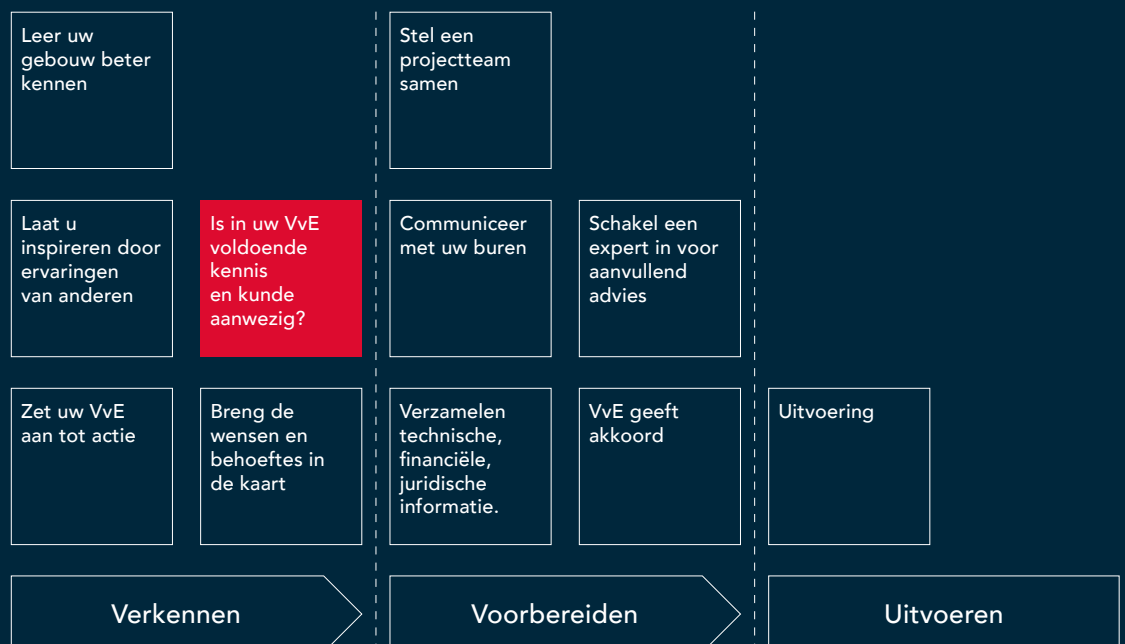 Leer uw
gebouw beter
kennen
Stel een
projectteam
samen
Laat u
inspireren door
ervaringen
van anderen
Is in uw VvE
voldoende
kennis
en kunde
aanwezig?
Communiceer
met uw buren
Schakel een
expert in voor
aanvullend
advies
Zet uw VvE
aan tot actie
Breng de
wensen en
behoeftes in
de kaart
Verzamelen
technische,
financiële,
juridische
informatie.
VvE geeft
akkoord
Uitvoering
Verkennen
Voorbereiden
Uitvoeren